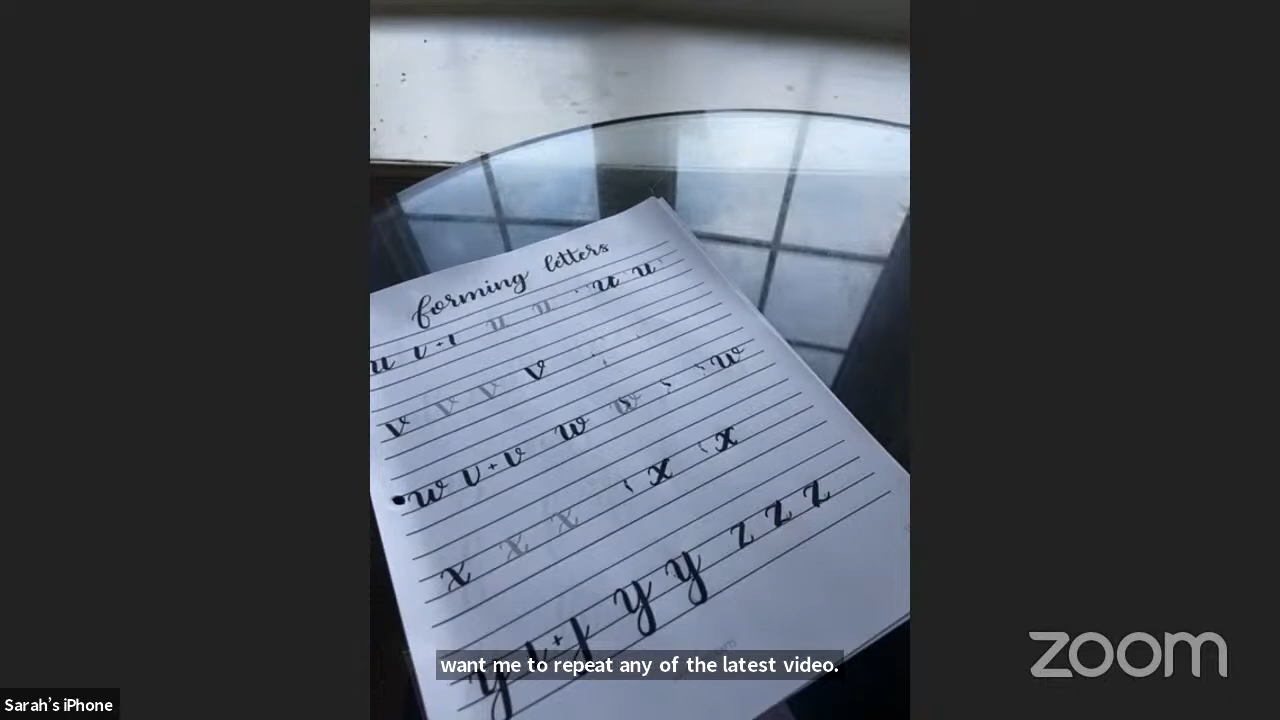 forming letters
u ι + ι u u u u
v v v v
w υ + v w w w
x x x x x
y ι + j y y z z z
want me to repeat any of the latest video.
Sarah's iPhone
zoom